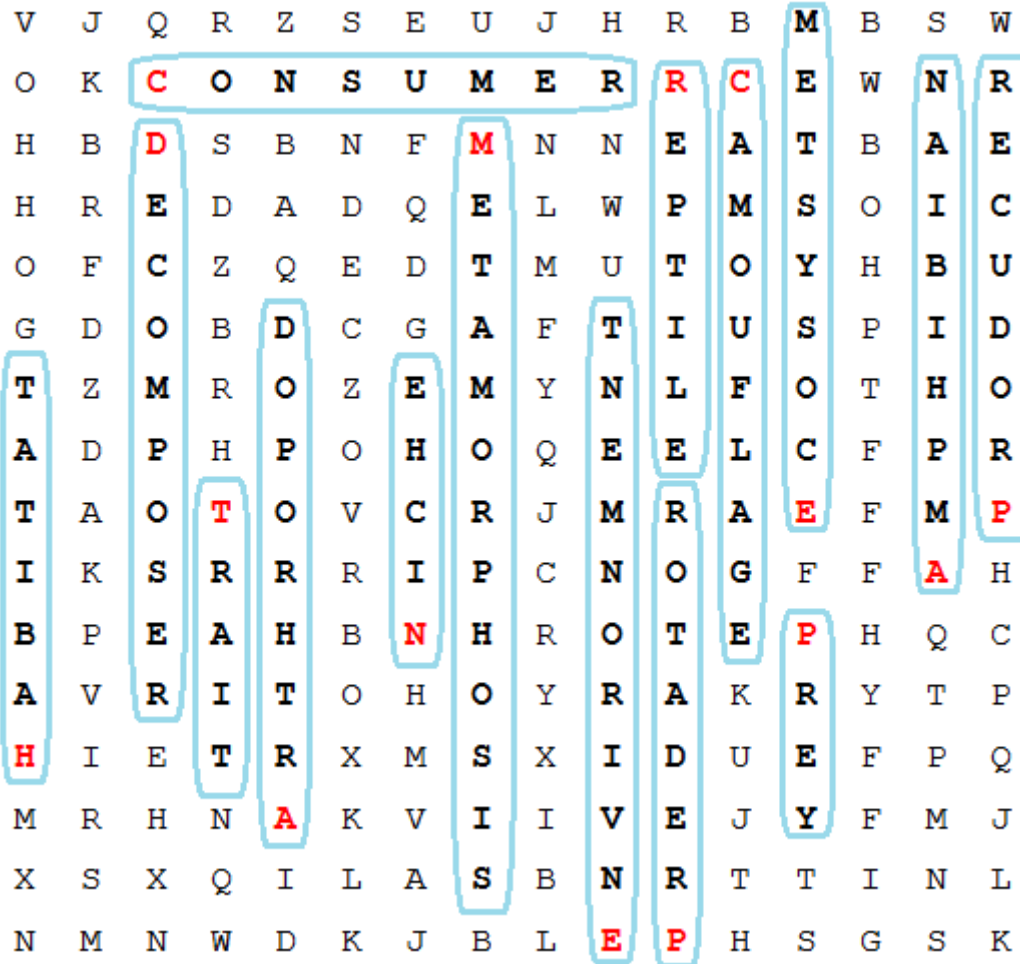 V J Q R Z S E U J H R B M B S W
O K C O N S U M E R R C E W N R
H B D S B N F M N N E A T B A E
H R E D A D Q E L W P M S O I C
O F C Z Q E D T M U T O Y H B U
G D O B D C G A F T I U S P I D
T Z M R O Z E M Y N L F O T H O
A D P H P O H O Q E E L C F P R
T A O T O V C R J M R A E F M P
I K S R R R I P C N O G F F A H
B P E A H B N H R O T E P H Q C
A V R I T O H O Y R A K R Y T P
H I E T R X M S X I D U E F P Q
M R H N A K V I I V E J Y F M J
X S X Q I L A S B N R T T I N L
N M N W D K J B L E P H S G S K